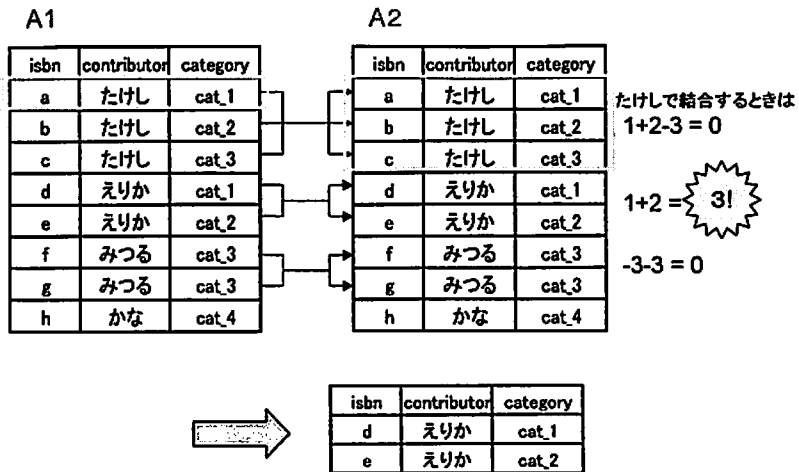 A1
isbn contributor category
a たけし cat_1
b たけし cat_2
c たけし cat_3
d えりか cat_1
e えりか cat_2
f みつる cat_3
g みつる cat_3
h かな cat_4
A2
isbn contributor category
a たけし cat_1
b たけし cat_2
c たけし cat_3
d えりか cat_1
e えりか cat_2
f みつる cat_3
g みつる cat_3
h かな cat_4
たけしで結合するときは
1+2-3 = 0
1+2 = 3!
-3-3 = 0
isbn contributor category
d えりか cat_1
e えりか cat_2